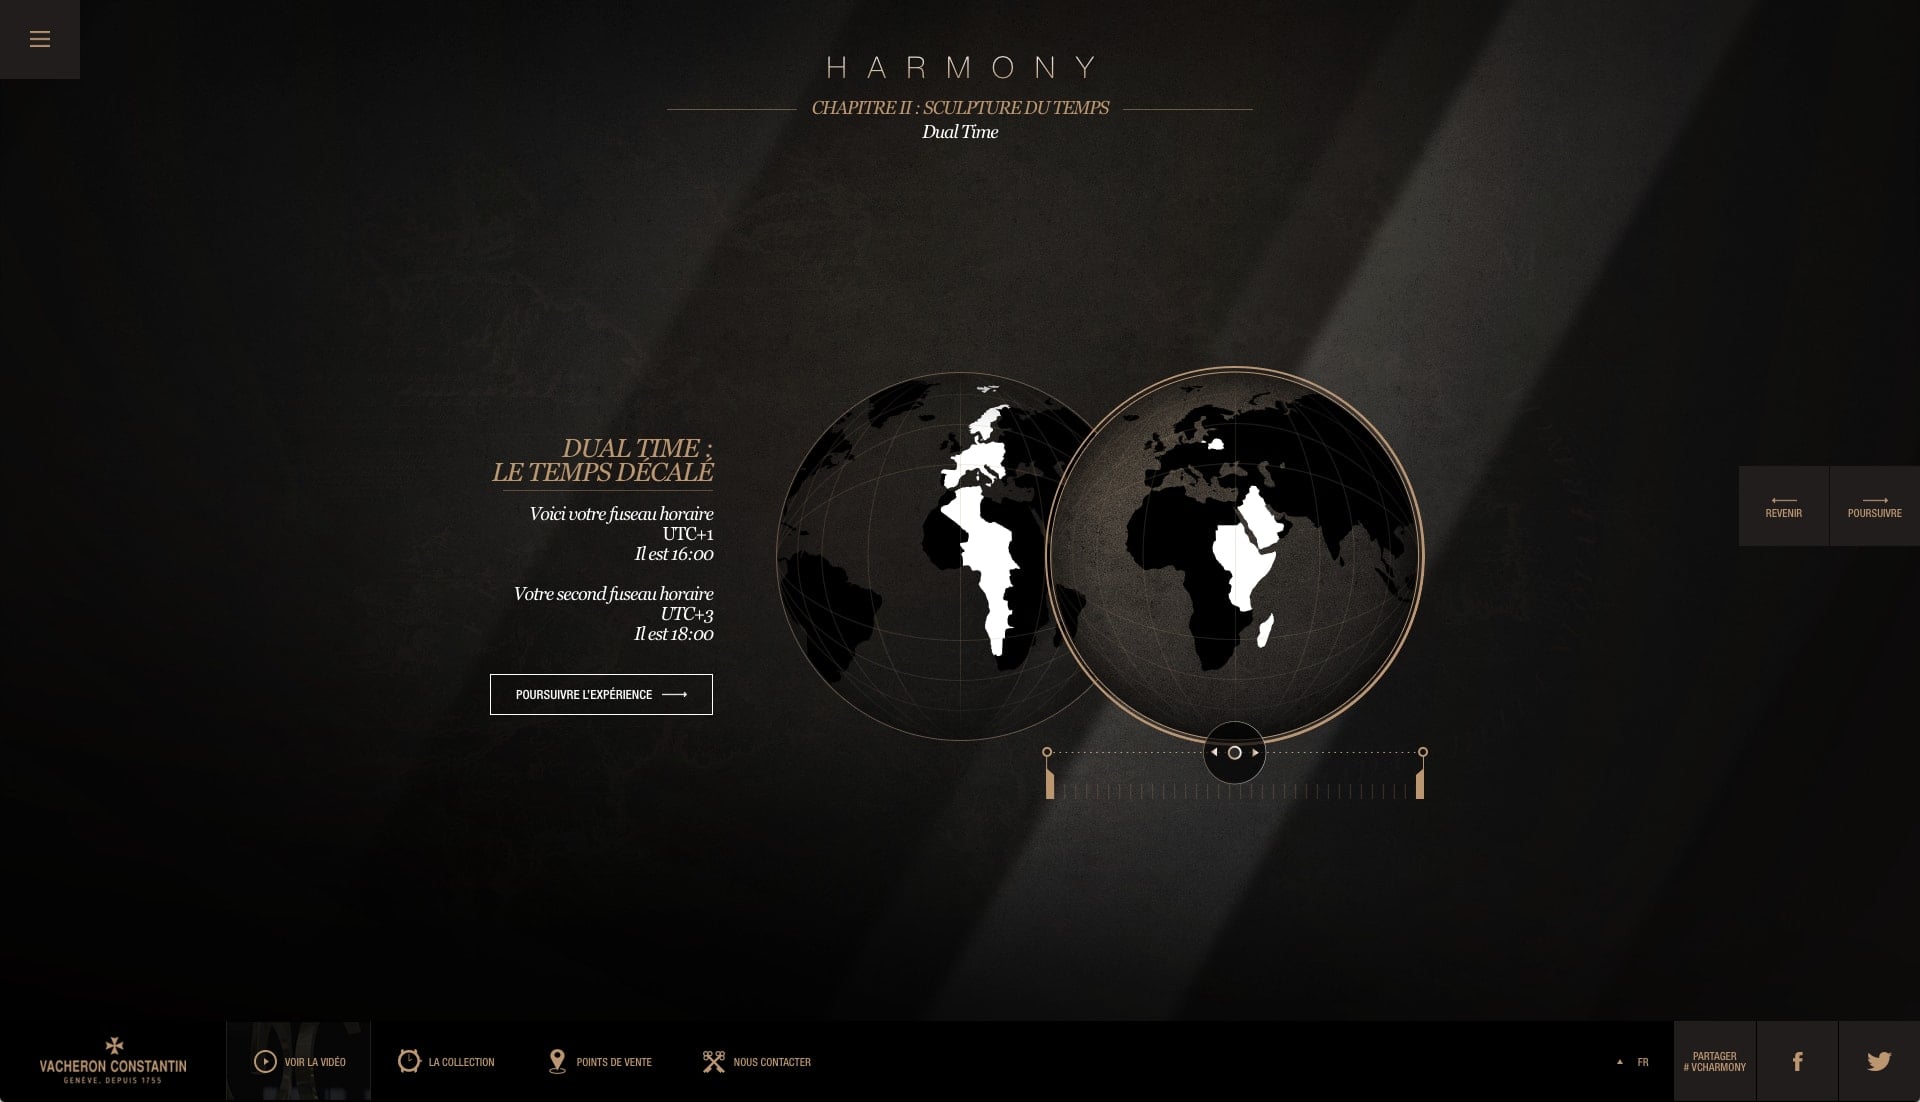 HARMONY
CHAPITRE II : SCULPTURE DU TEMPS
Dual Time
DUAL TIME :
LE TEMPS DÉCALÉ
Voici votre fuseau horaire
UTC+1
Il est 16:00
Votre second fuseau horaire
UTC+3
Il est 18:00
POURSUIVRE L'EXPÉRIENCE
REVENIR
POURSUIVRE
VACHERON CONSTANTIN
GENÈVE, DEPUIS 1755
VOIR LA VIDÉO
LA COLLECTION
POINTS DE VENTE
NOUS CONTACTER
FR
PARTAGER
# VCHARMONY